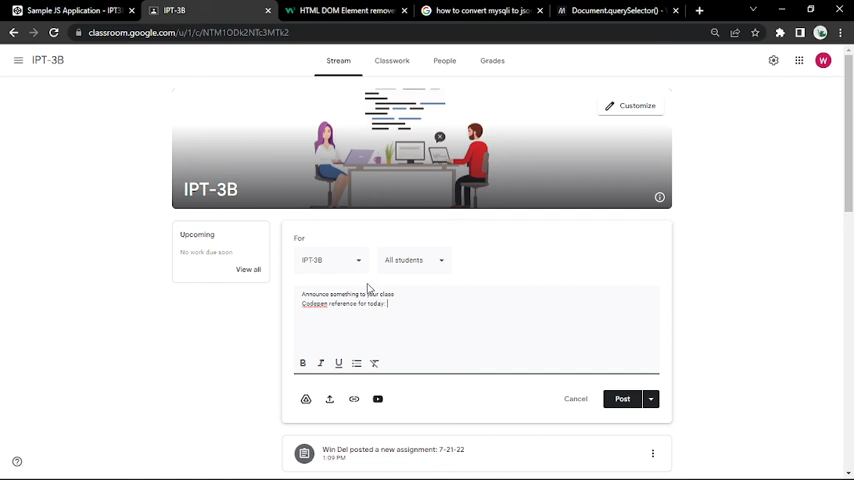 Sample JS Application - IPT3
IPT-3B
HTML DOM Element remove
how to convert mysql to jso
Document.querySelector() -
classroom.google.com/u/1/c/NTM1ODk2NTc3MTk2
IPT-3B
Stream
Classwork
People
Grades
W
Customize
IPT-3B
Upcoming
No work due soon
View all
For
IPT-3B
All students
Announce something to your class
Codepen reference for today:
B I U
Cancel
Post
Win Del posted a new assignment: 7-21-22
1:09 PM